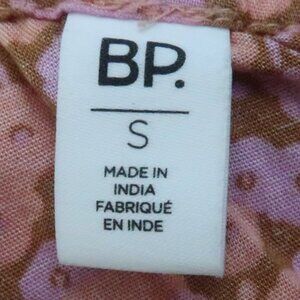 BP.
S
MADE IN
INDIA
FABRIQUÉ
EN INDE